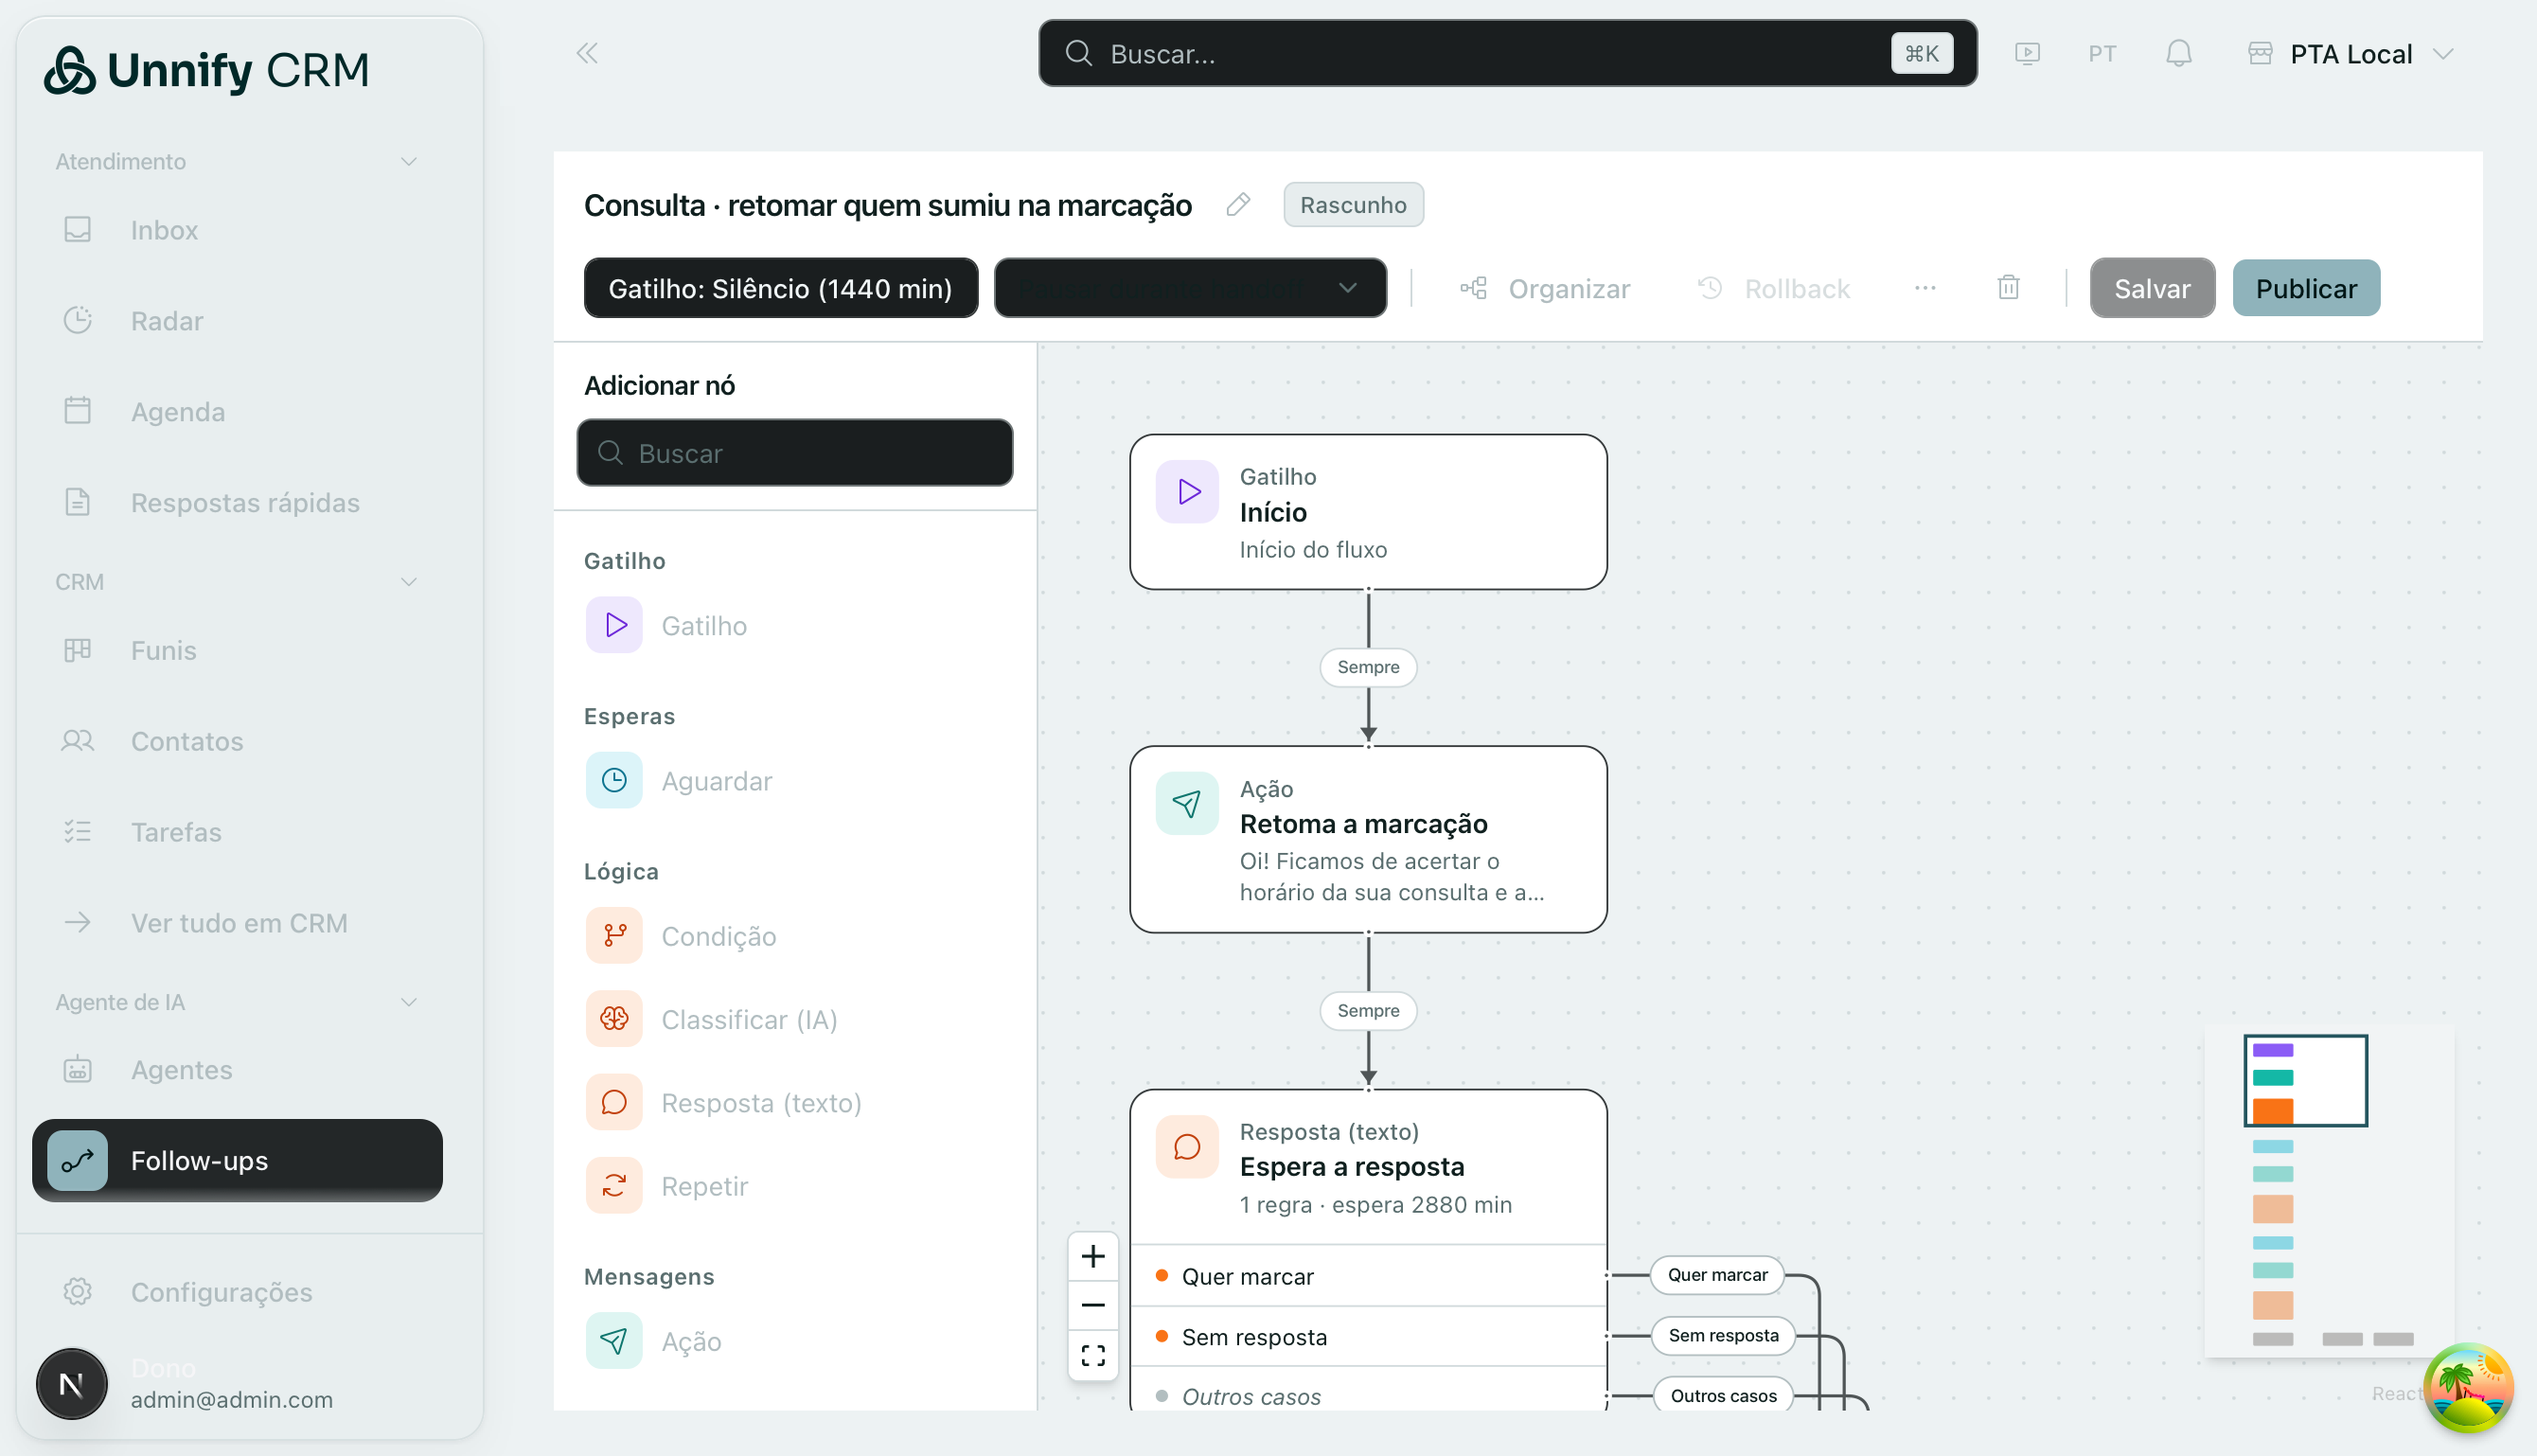 Unnify CRM
Buscar...
⌘K
PT
PTA Local
Atendimento
Inbox
Radar
Agenda
Respostas rápidas
CRM
Funis
Contatos
Tarefas
Ver tudo em CRM
Agente de IA
Agentes
Follow-ups
Configurações
N
Dono
admin@admin.com
Consulta · retomar quem sumiu na marcação
Rascunho
Gatilho: Silêncio (1440 min)
Pausar durante handoff
Organizar
Rollback
Salvar
Publicar
Adicionar nó
Buscar
Gatilho
Gatilho
Esperas
Aguardar
Lógica
Condição
Classificar (IA)
Resposta (texto)
Repetir
Mensagens
Ação
Gatilho
Início
Início do fluxo
Sempre
Ação
Retoma a marcação
Oi! Ficamos de acertar o
horário da sua consulta e a...
Sempre
Resposta (texto)
Espera a resposta
1 regra · espera 2880 min
Quer marcar
Quer marcar
Sem resposta
Sem resposta
Outros casos
Outros casos
React